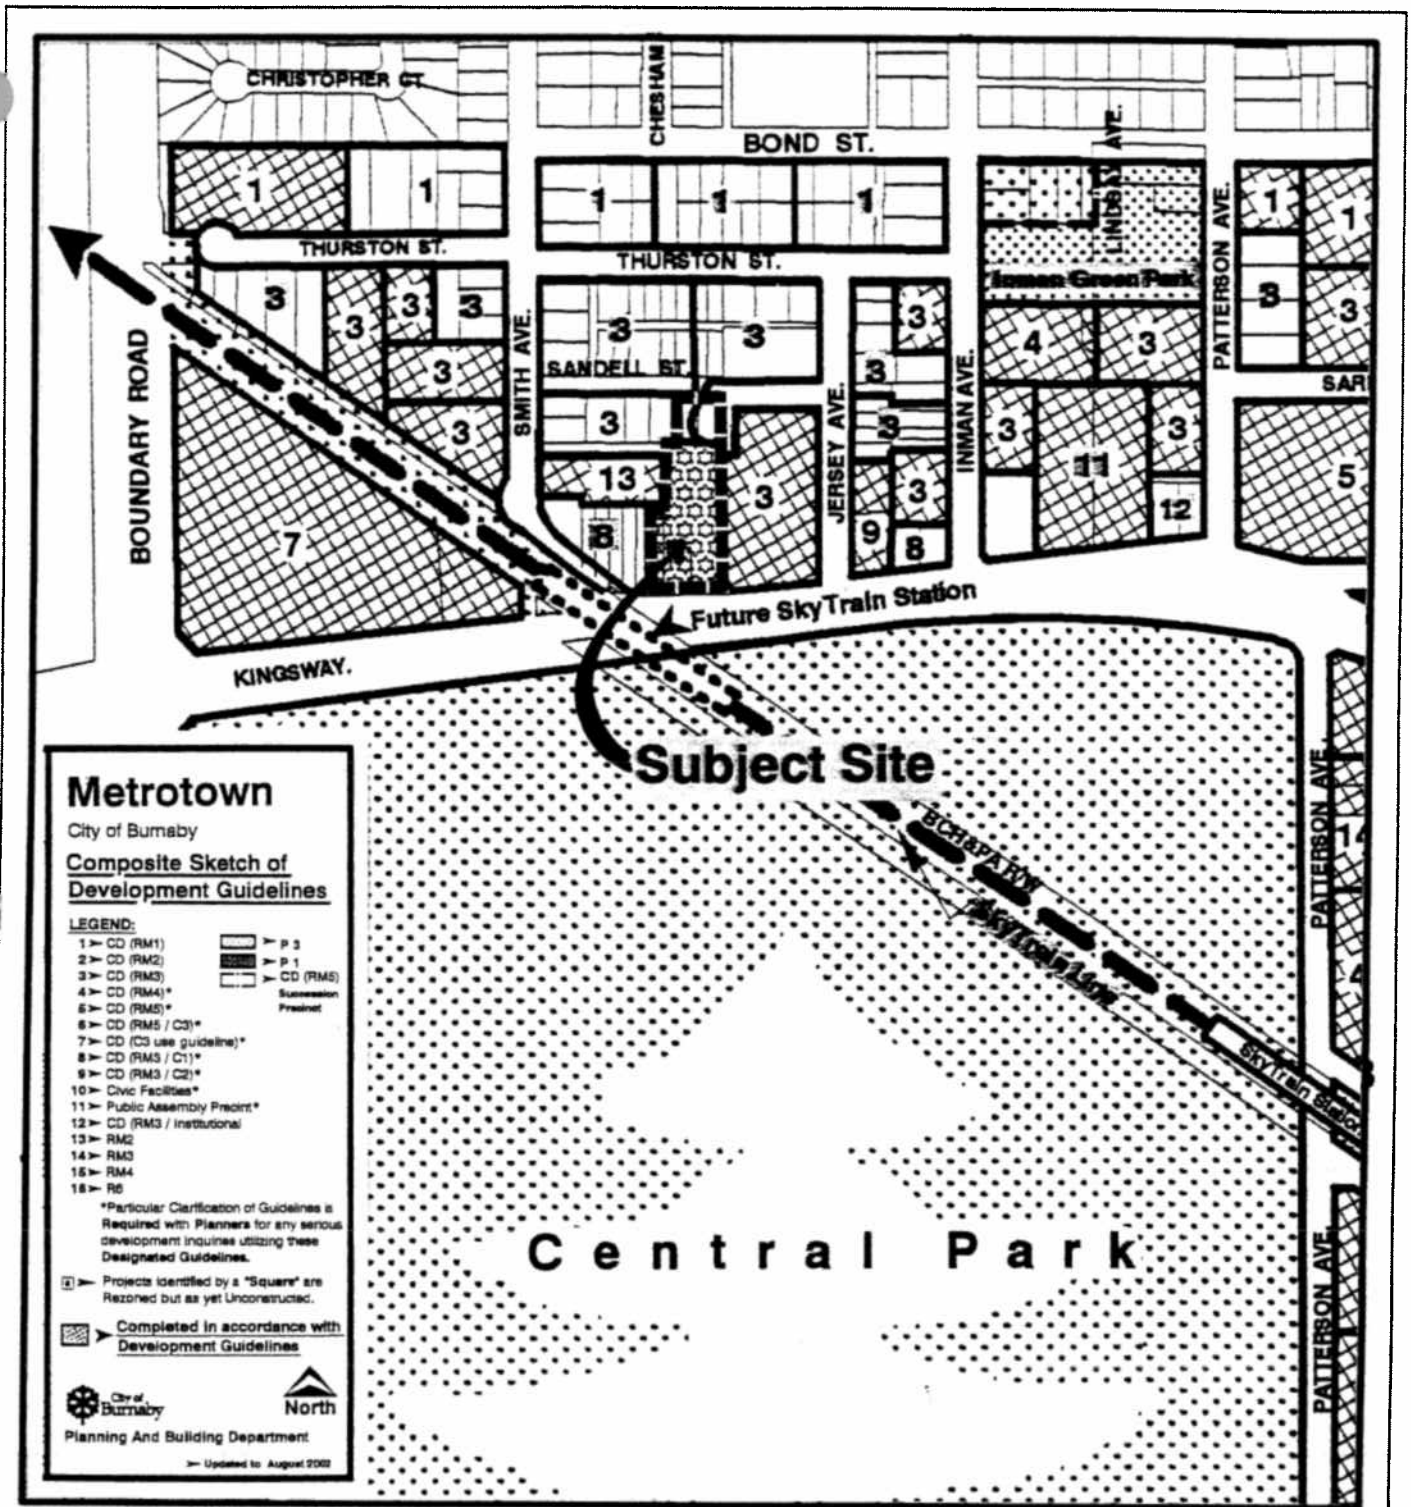 CHRISTOPHER CT.
CHESHAM
BOND ST.
LINDSAY AVE.
1
1
1
1
1
1
1
THURSTON ST.
THURSTON ST.
Inman Green Park
PATTERSON AVE.
3
3
3
3
3
3
3
3
4
3
3
3
BOUNDARY ROAD
SMITH AVE.
SANDELL ST.
3
3
3
3
JERSEY AVE.
INMAN AVE.
3
3
SAR
7
13
3
3
11
12
5
9
8
Future SkyTrain Station
KINGSWAY.
Subject Site
BCH&PA R/W
SkyTrain Line
SkyTrain Station
PATTERSON AVE.
14
4
PATTERSON AVE.
Central Park
Metrotown
City of Burnaby
Composite Sketch of
Development Guidelines
LEGEND:
1 ➢ CD (RM1)
2 ➢ CD (RM2)
3 ➢ CD (RM3)
4 ➢ CD (RM4)*
5 ➢ CD (RM5)*
6 ➢ CD (RM5 / C3)*
7 ➢ CD (C3 use guideline)*
8 ➢ CD (RM3 / C1)*
9 ➢ CD (RM3 / C2)*
10 ➢ Civic Facilities*
11 ➢ Public Assembly Precint*
12 ➢ CD (RM3 / Institutional
13 ➢ RM2
14 ➢ RM3
15 ➢ RM4
16 ➢ R6
➢ P 3
➢ P 1
➢ CD (RM5)
Succession
Precinct
*Particular Clarification of Guidelines is
Required with Planners for any serious
development inquiries utilizing these
Designated Guidelines.
➢ Projects identified by a "Square" are
Rezoned but as yet Unconstructed.
➢ Completed in accordance with
Development Guidelines
City of
Burnaby
North
Planning And Building Department
➢ Updated to August 2002